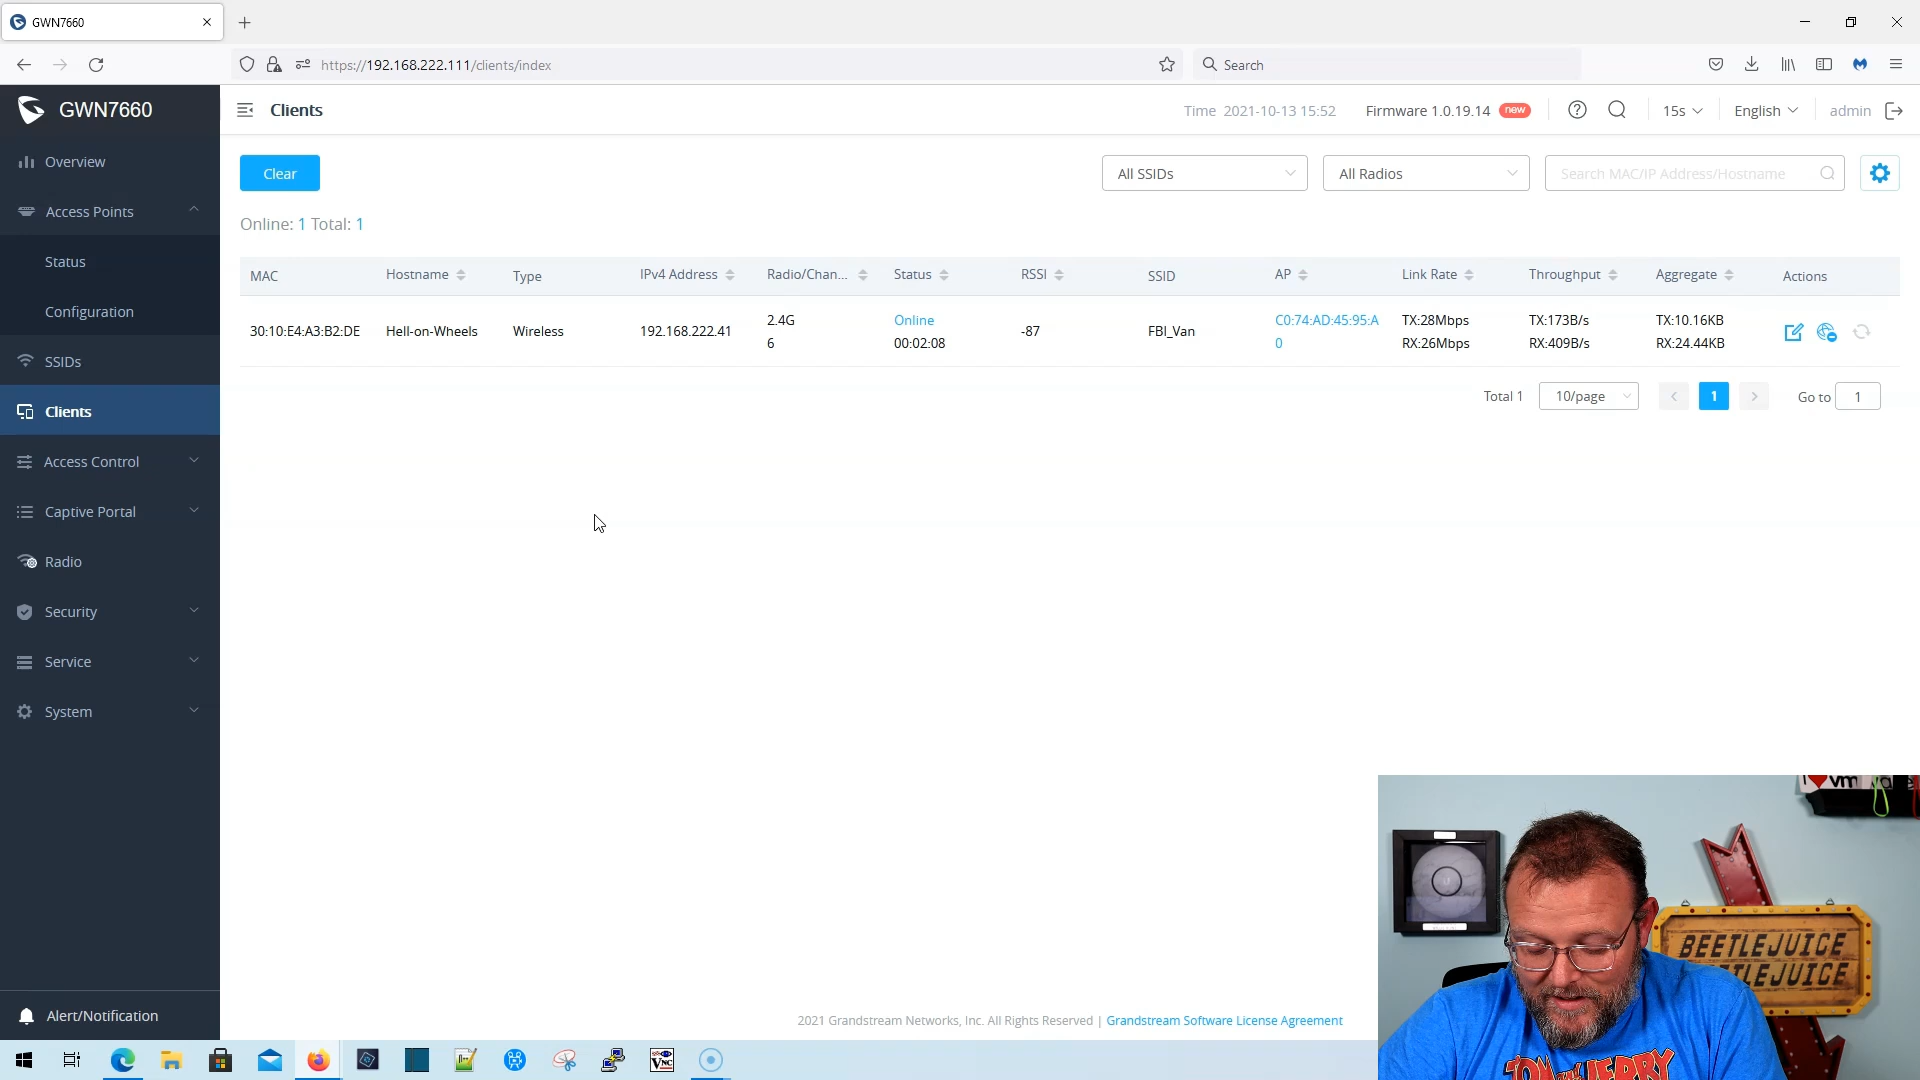 GWN7660
https://192.168.222.111/clients/index
Search
GWN7660
Clients
Time 2021-10-13 15:52
Firmware 1.0.19.14 new
15s
English
admin
Overview
Access Points
Status
Configuration
SSIDs
Clients
Access Control
Captive Portal
Radio
Security
Service
System
Alert/Notification
Clear
All SSIDs
All Radios
Search MAC/IP Address/Hostname
Online: 1 Total: 1
MAC Hostname Type IPv4 Address Radio/Chan... Status RSSI SSID AP Link Rate Throughput Aggregate Actions
30:10:E4:A3:B2:DE Hell-on-Wheels Wireless 192.168.222.41 2.4G Online -87 FBI_Van C0:74:AD:45:95:A TX:28Mbps TX:173B/s TX:10.16KB
6 00:02:08 0 RX:26Mbps RX:409B/s RX:24.44KB
Total 1 10/page 1 Go to 1
2021 Grandstream Networks, Inc. All Rights Reserved | Grandstream Software License Agreement
VNC
vm
BEETLEJUICE
TOM AND JERRY